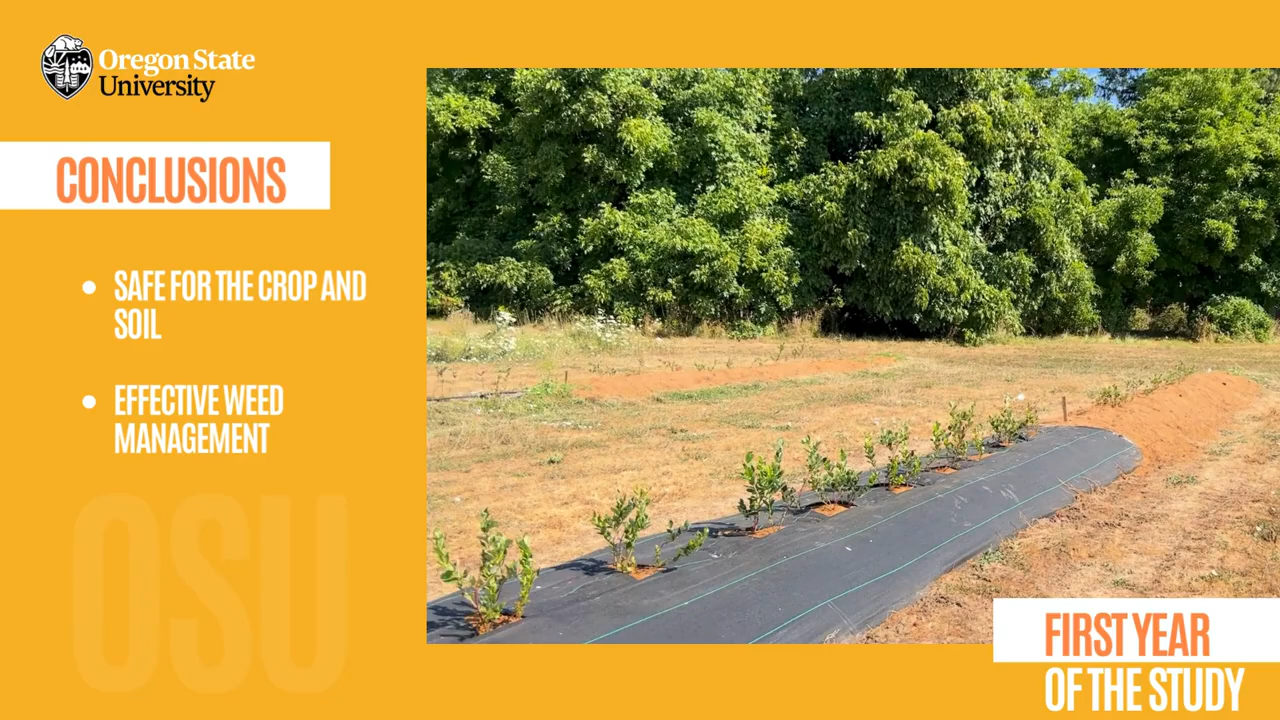 Oregon State
University
CONCLUSIONS
SAFE FOR THE CROP AND
SOIL
EFFECTIVE WEED
MANAGEMENT
OSU
FIRST YEAR
OF THE STUDY